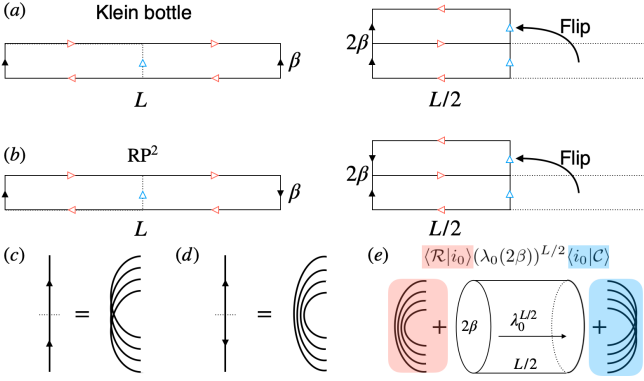 (a)
Klein bottle
β
L
2β
Flip
L/2
(b)
RP²
β
L
2β
Flip
L/2
(c)
=
(d)
=
(e)
⟨ℛ|i₀⟩(λ₀(2β))^{L/2}⟨i₀|𝒞⟩
+
2β
λ₀^{L/2}
L/2
+